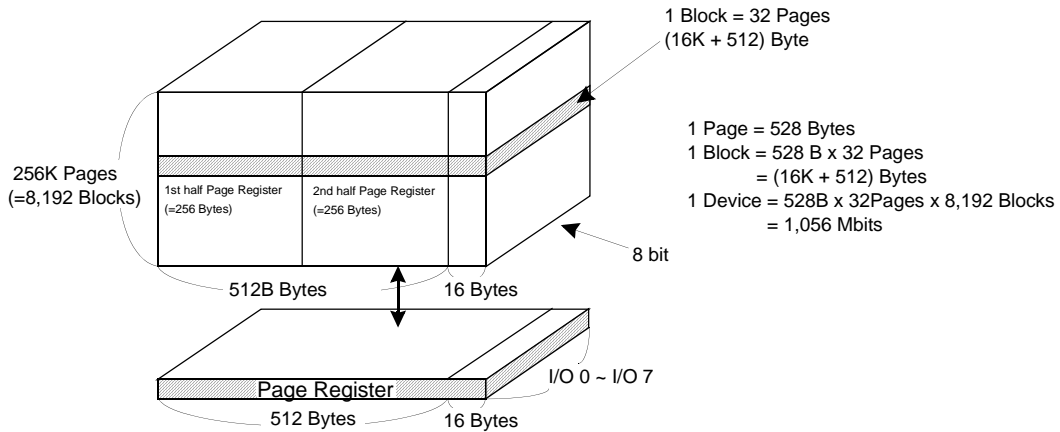 1 Block = 32 Pages
(16K + 512) Byte
256K Pages
(=8,192 Blocks)
1st half Page Register
(=256 Bytes)
2nd half Page Register
(=256 Bytes)
1 Page = 528 Bytes
1 Block = 528 B x 32 Pages
= (16K + 512) Bytes
1 Device = 528B x 32Pages x 8,192 Blocks
= 1,056 Mbits
8 bit
512B Bytes
16 Bytes
Page Register
I/O 0 ~ I/O 7
512 Bytes
16 Bytes